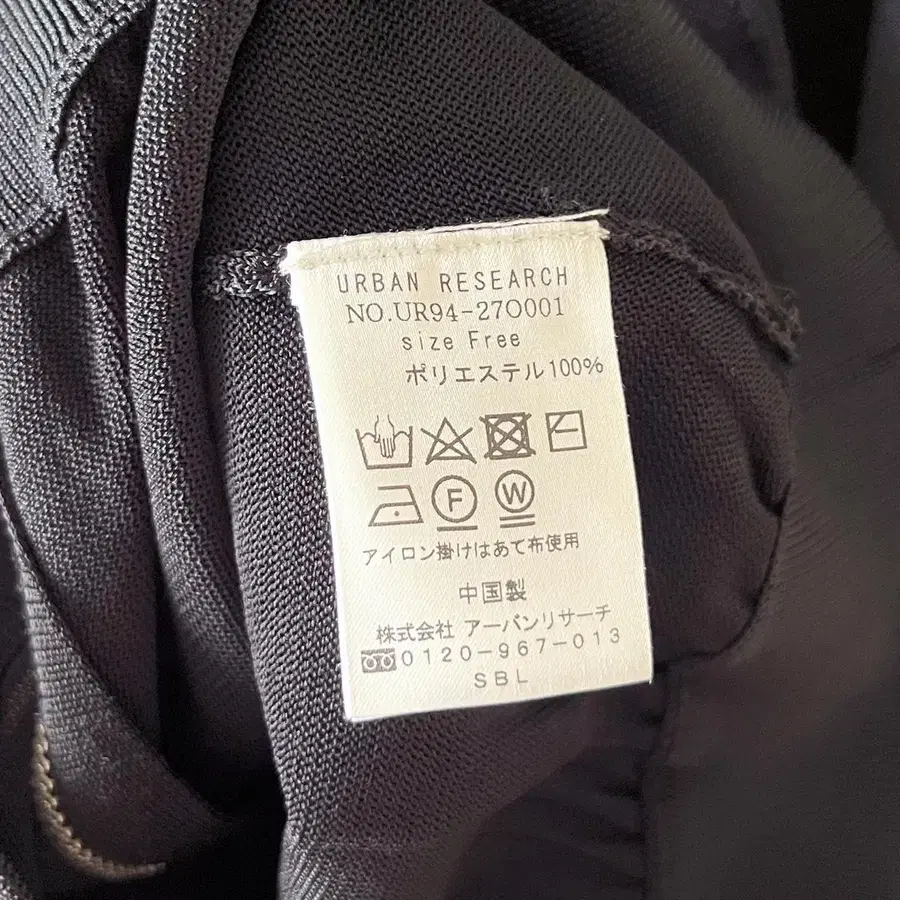 URBAN RESEARCH
NO.UR94-27O001
size Free
ポリエステル100%
F W
アイロン掛けはあて布使用
中国製
株式会社 アーバンリサーチ
0120-967-013
SBL